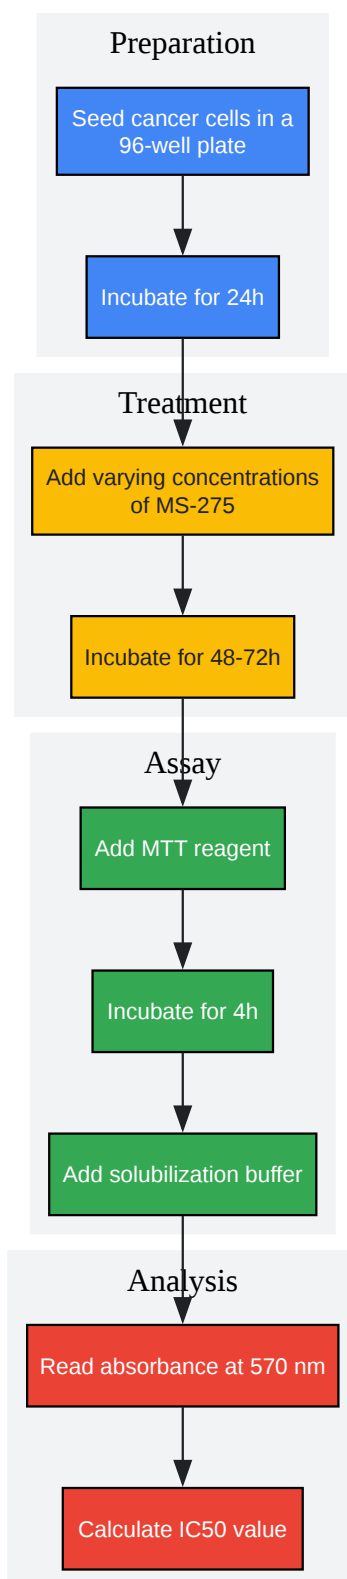 Preparation
Seed cancer cells in a
96-well plate
Incubate for 24h
Treatment
Add varying concentrations
of MS-275
Incubate for 48-72h
Assay
Add MTT reagent
Incubate for 4h
Add solubilization buffer
Analysis
Read absorbance at 570 nm
Calculate IC50 value